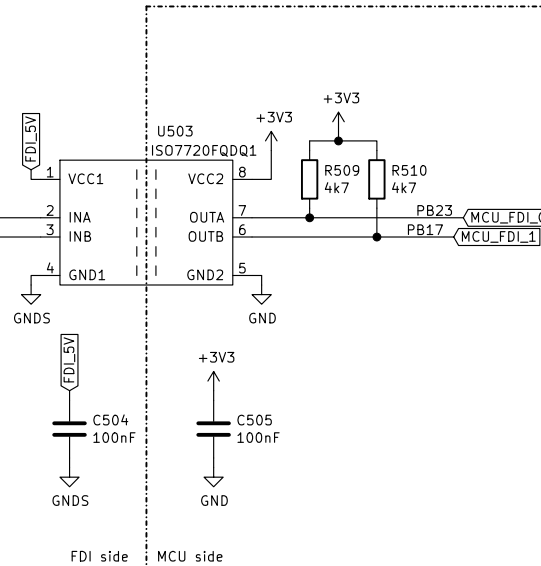 U503
ISO7720FQDQ1
+3V3
+3V3
FDI_5V
1 VCC1 VCC2 8
R509
4k7
R510
4k7
2 INA OUTA 7 PB23
3 INB OUTB 6 PB17 MCU_FDI_1
4 GND1 GND2 5
GNDS
GND
FDI_5V
+3V3
C504
100nF
C505
100nF
GNDS
GND
FDI side
MCU side